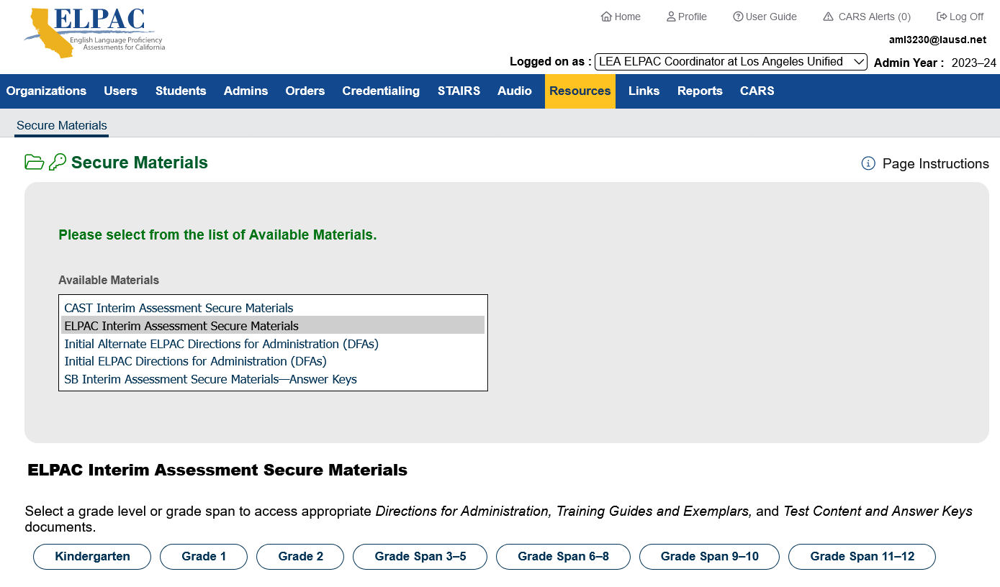 ELPAC
English Language Proficiency
Assessments for California
Home Profile User Guide CARS Alerts (0) Log Off
aml3230@lausd.net
Logged on as : LEA ELPAC Coordinator at Los Angeles Unified Admin Year : 2023–24
Organizations Users Students Admins Orders Credentialing STAIRS Audio Resources Links Reports CARS
Secure Materials
Secure Materials
Page Instructions
Please select from the list of Available Materials.
Available Materials
CAST Interim Assessment Secure Materials
ELPAC Interim Assessment Secure Materials
Initial Alternate ELPAC Directions for Administration (DFAs)
Initial ELPAC Directions for Administration (DFAs)
SB Interim Assessment Secure Materials—Answer Keys
ELPAC Interim Assessment Secure Materials
Select a grade level or grade span to access appropriate Directions for Administration, Training Guides and Exemplars, and Test Content and Answer Keys
documents.
Kindergarten Grade 1 Grade 2 Grade Span 3–5 Grade Span 6–8 Grade Span 9–10 Grade Span 11–12